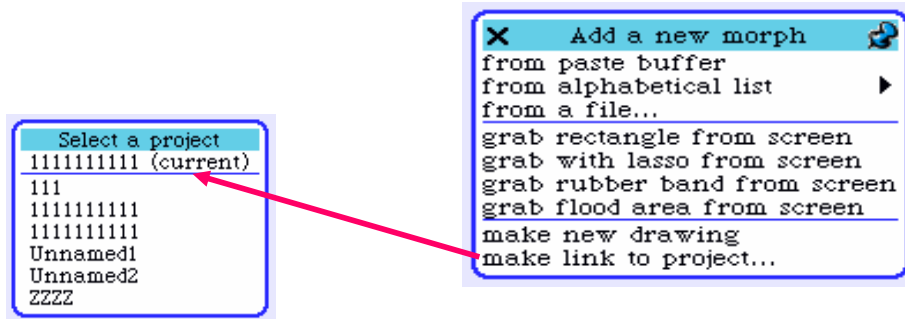 Select a project
1111111111 (current)
111
1111111111
1111111111
Unnamed1
Unnamed2
ZZZZ
Add a new morph
from paste buffer
from alphabetical list
from a file...
grab rectangle from screen
grab with lasso from screen
grab rubber band from screen
grab flood area from screen
make new drawing
make link to project...